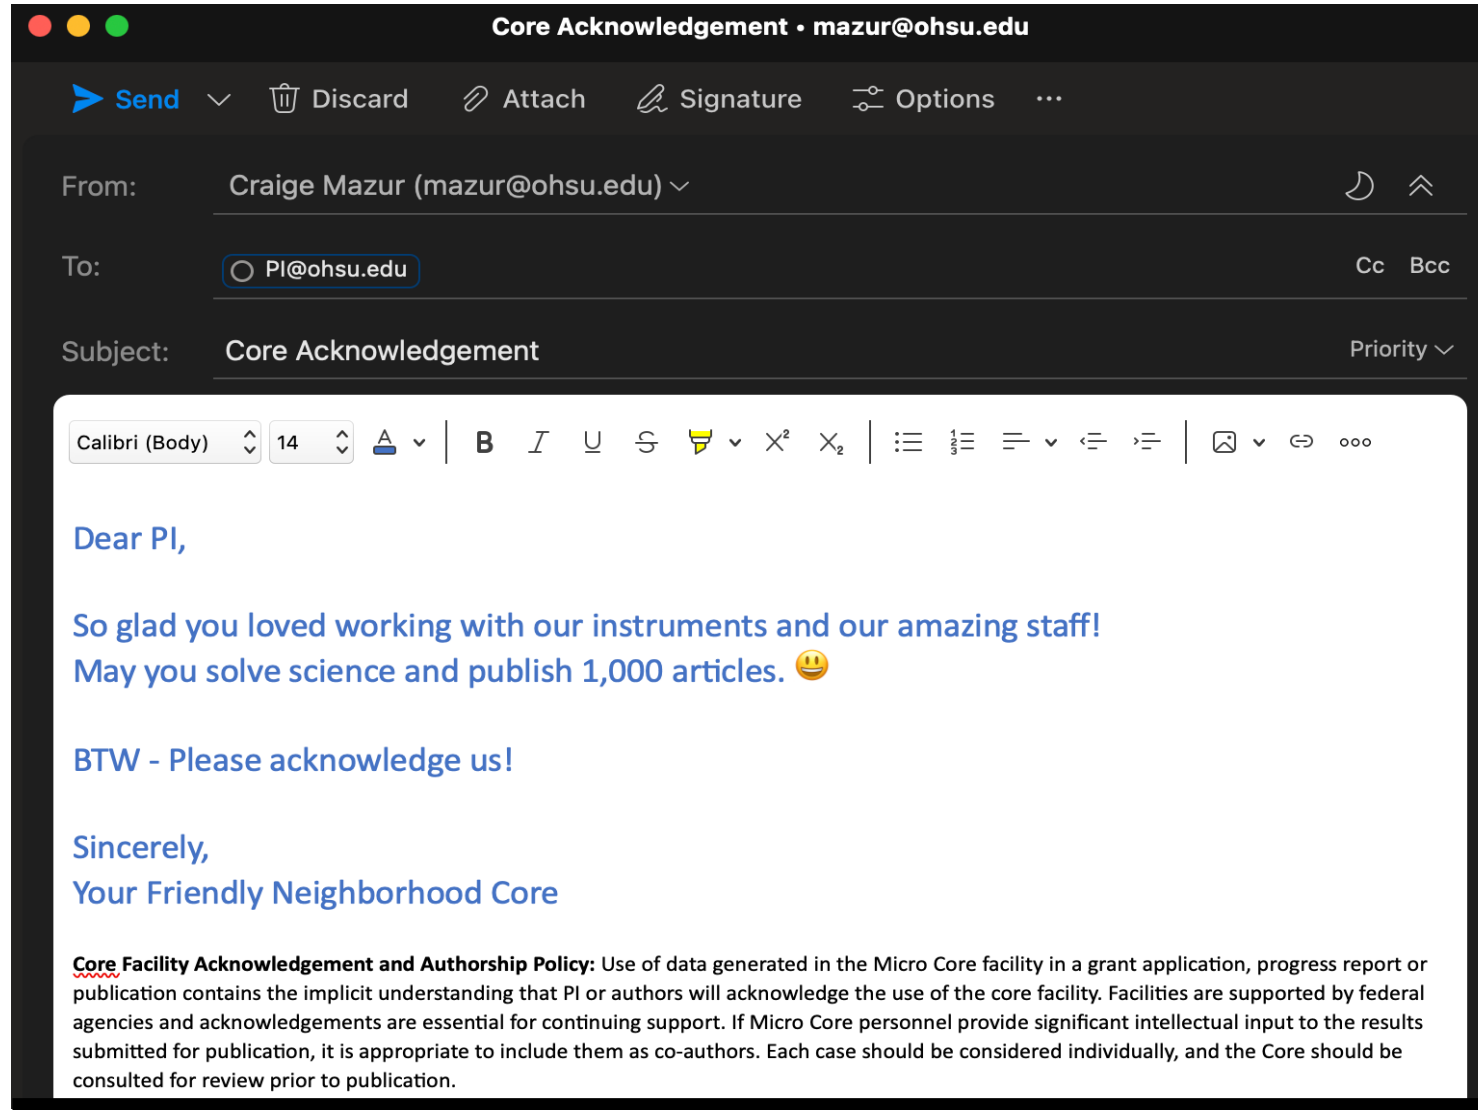 Core Acknowledgement • mazur@ohsu.edu
Send Discard Attach Signature Options ...
From: Craige Mazur (mazur@ohsu.edu)
To: PI@ohsu.edu Cc Bcc
Subject: Core Acknowledgement Priority
Calibri (Body) 14 A B I U S X² X₂
Dear PI,
So glad you loved working with our instruments and our amazing staff!
May you solve science and publish 1,000 articles. 😃
BTW - Please acknowledge us!
Sincerely,
Your Friendly Neighborhood Core
Core Facility Acknowledgement and Authorship Policy: Use of data generated in the Micro Core facility in a grant application, progress report or
publication contains the implicit understanding that PI or authors will acknowledge the use of the core facility. Facilities are supported by federal
agencies and acknowledgements are essential for continuing support. If Micro Core personnel provide significant intellectual input to the results
submitted for publication, it is appropriate to include them as co-authors. Each case should be considered individually, and the Core should be
consulted for review prior to publication.